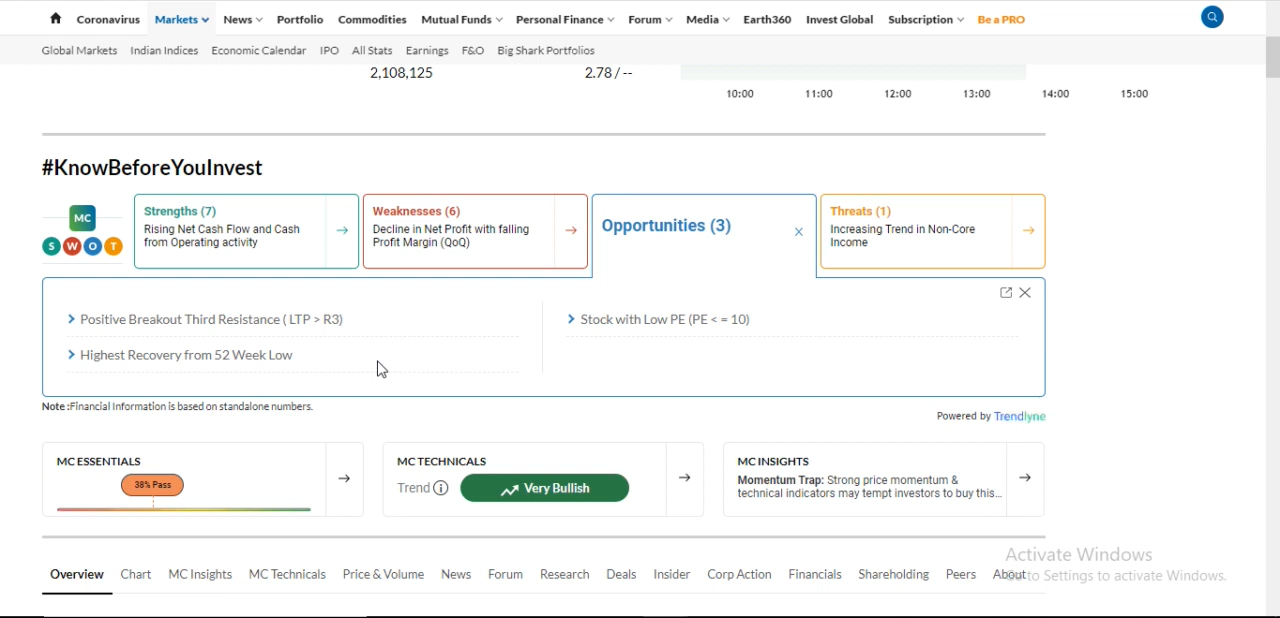 Coronavirus Markets News Portfolio Commodities Mutual Funds Personal Finance Forum Media Earth360 Invest Global Subscription Be a PRO
Global Markets Indian Indices Economic Calendar IPO All Stats Earnings F&O Big Shark Portfolios
2,108,125 2.78 / --
10:00 11:00 12:00 13:00 14:00 15:00
#KnowBeforeYouInvest
MC
S W O T
Strengths (7)
Rising Net Cash Flow and Cash
from Operating activity
Weaknesses (6)
Decline in Net Profit with falling
Profit Margin (QoQ)
Opportunities (3) x
Threats (1)
Increasing Trend in Non-Core
Income
Positive Breakout Third Resistance ( LTP > R3)
Stock with Low PE (PE < = 10)
Highest Recovery from 52 Week Low
Note :Financial Information is based on standalone numbers.
Powered by Trendlyne
MC ESSENTIALS
38% Pass
MC TECHNICALS
Trend Very Bullish
MC INSIGHTS
Momentum Trap: Strong price momentum &
technical indicators may tempt investors to buy this...
Activate Windows
Overview Chart MC Insights MC Technicals Price & Volume News Forum Research Deals Insider Corp Action Financials Shareholding Peers About
to Settings to activate Windows.